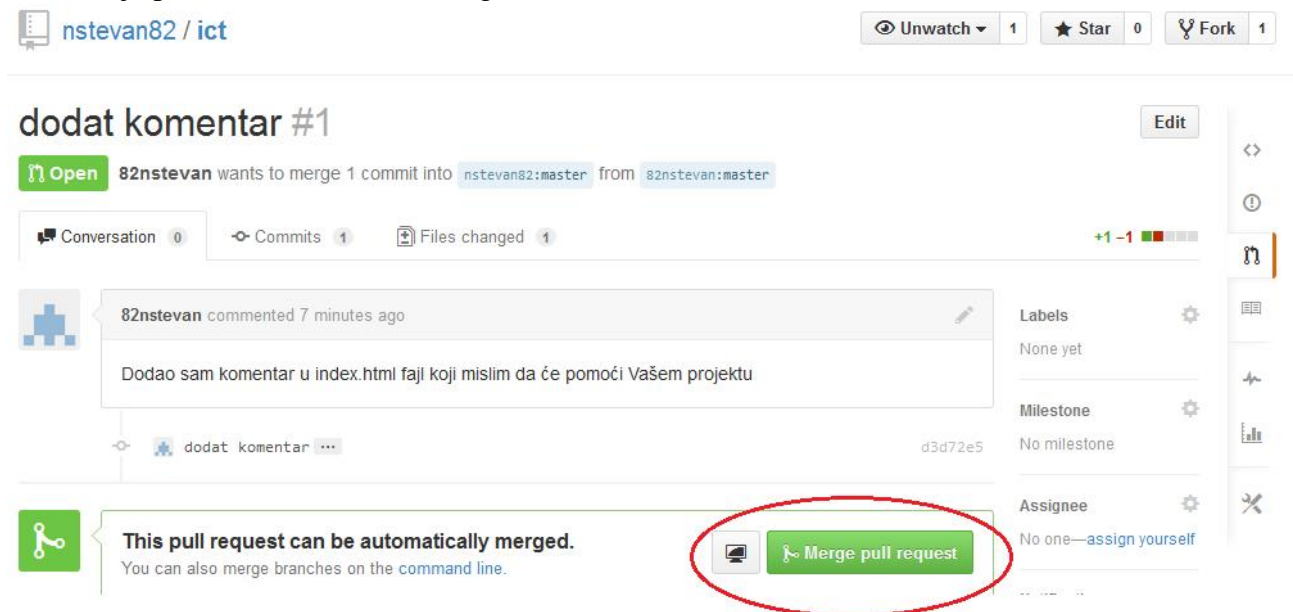 nstevan82 / ict
Unwatch 1 Star 0 Fork 1
dodat komentar #1
Edit
Open 82nstevan wants to merge 1 commit into nstevan82:master from 82nstevan:master
Conversation 0 Commits 1 Files changed 1 +1 −1
82nstevan commented 7 minutes ago
Dodao sam komentar u index.html fajl koji mislim da će pomoći Vašem projektu
dodat komentar ... d3d72e5
Labels
None yet
Milestone
No milestone
Assignee
No one—assign yourself
This pull request can be automatically merged.
You can also merge branches on the command line.
Merge pull request